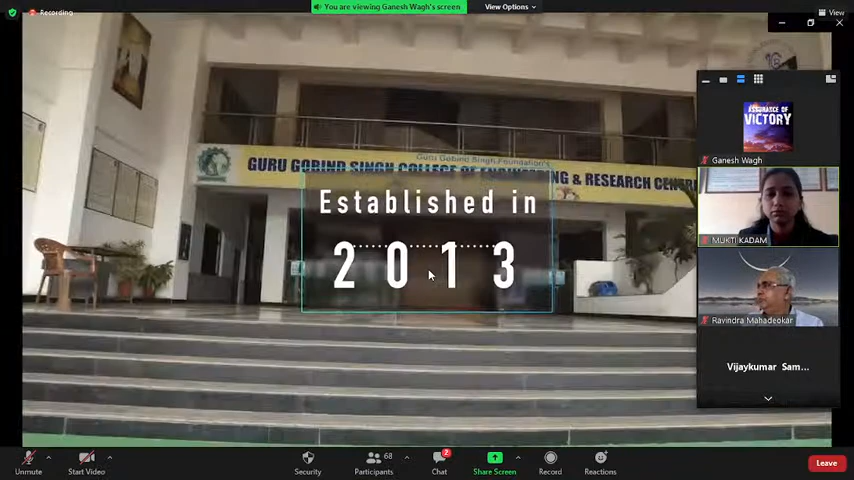 Recording
You are viewing Ganesh Wagh's screen
View Options
View
Guru Gobind Singh Foundation's
GURU GOBIND SINGH COLLEGE OF ENGINEERING & RESEARCH CENTRE
Established in
2013
ASSURANCE OF
VICTORY
Ganesh Wagh
MUKTI KADAM
Ravindra Mahadeokar
Vijaykumar Sam...
Unmute
Start Video
Security
68
Participants
2
Chat
Share Screen
Record
Reactions
Leave